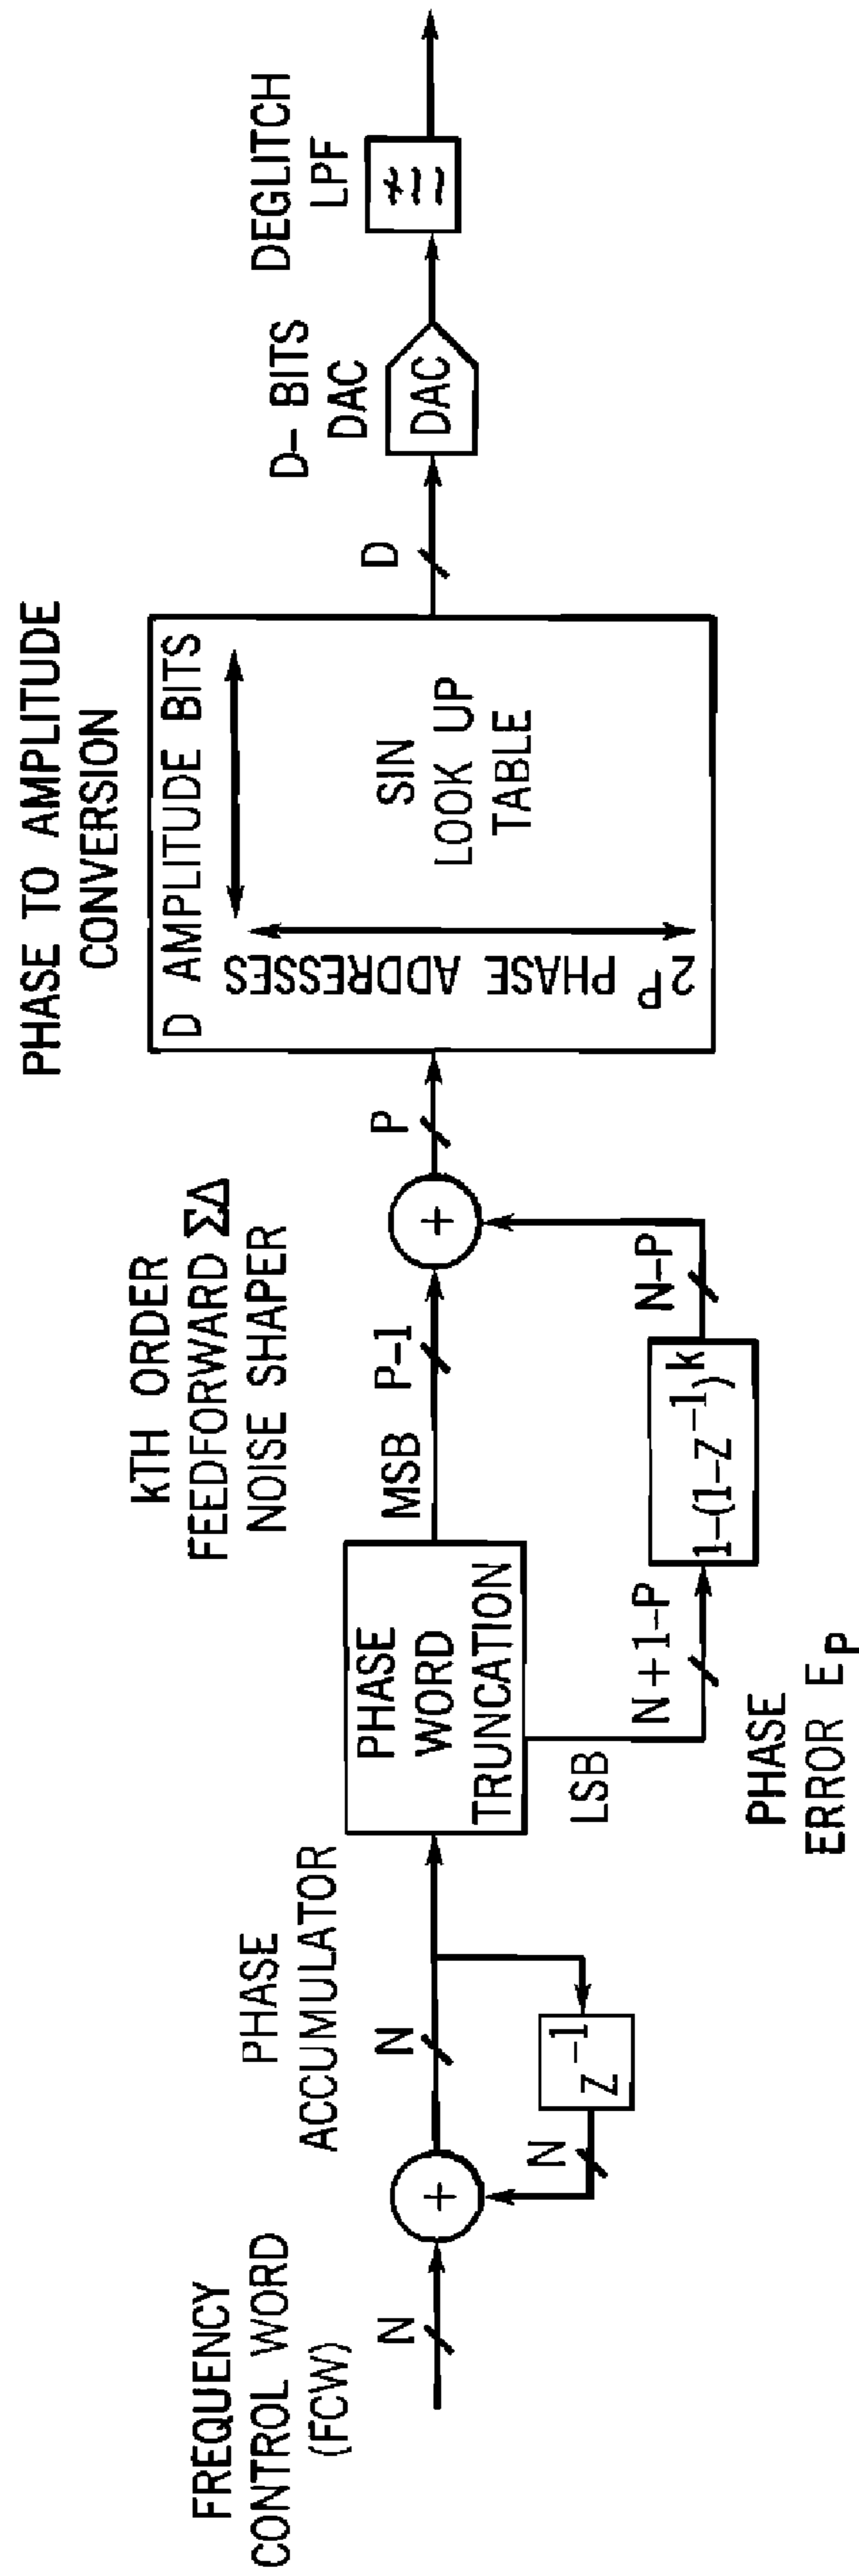 FREQUENCY
CONTROL WORD
(FCW)
N
+
N
Z⁻¹
N
PHASE
ACCUMULATOR
PHASE
WORD
TRUNCATION
LSB
N+1-P
PHASE
ERROR E_P
MSB
P-1
1-(1-Z⁻¹)ᵏ
N-P
kTH ORDER
FEEDFORWARD ΣΔ
NOISE SHAPER
+
P
PHASE TO AMPLITUDE
CONVERSION
D AMPLITUDE BITS
2P PHASE ADDRESSES
SIN
LOOK UP
TABLE
D
D- BITS
DAC
DAC
DEGLITCH
LPF